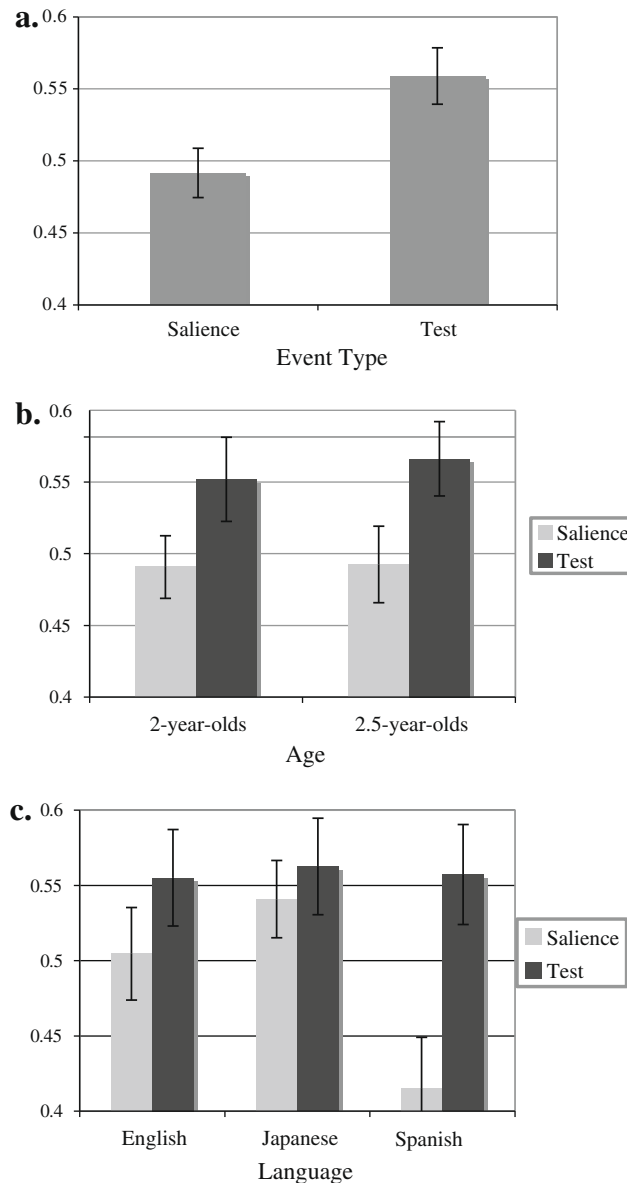 a.
0.6
0.55
0.5
0.45
0.4
Salience Test
Event Type
b.
0.6
0.55
0.5
0.45
0.4
2-year-olds 2.5-year-olds
Age
Salience
Test
c.
0.6
0.55
0.5
0.45
0.4
English Japanese Spanish
Language
Salience
Test